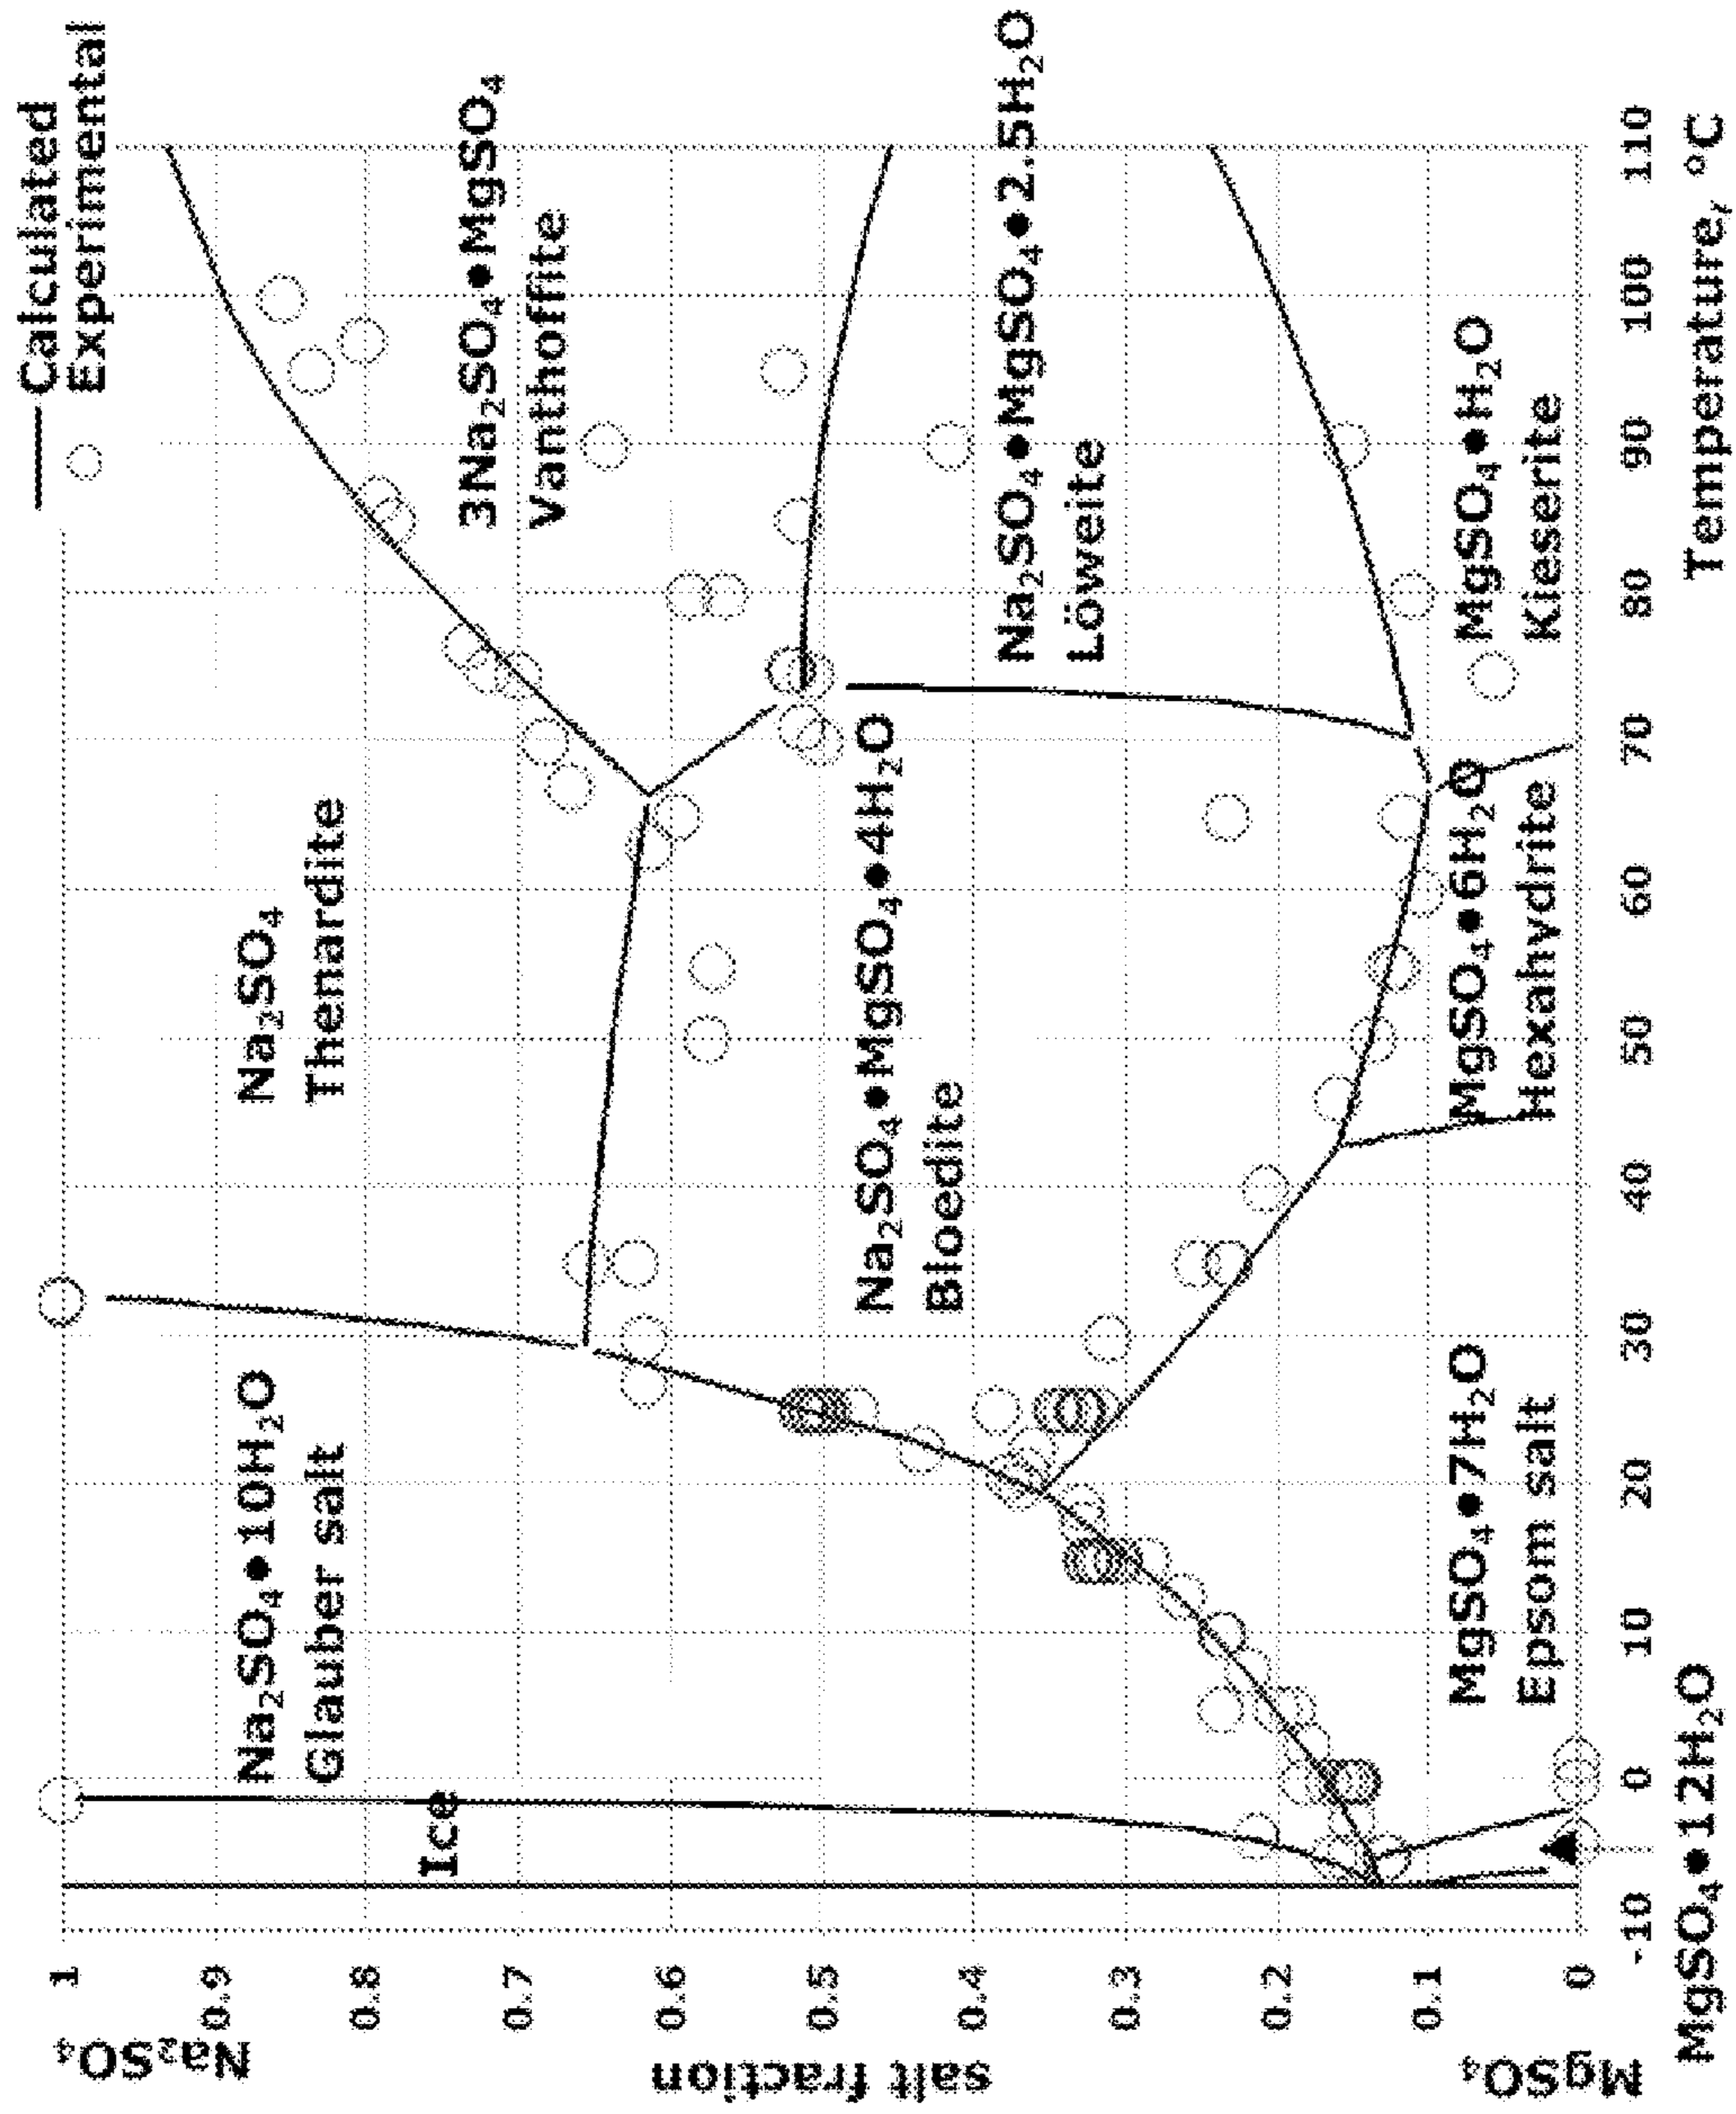 — Calculated
Experimental
Na₂SO₄
1
0.9
0.8
0.7
0.6
0.5
0.4
0.3
0.2
0.1
0
salt fraction
MgSO₄
Na₂SO₄•10H₂O
Glauber salt
Ice
Na₂SO₄
Thenardite
3Na₂SO₄•MgSO₄
Vanthoffite
Na₂SO₄•MgSO₄•4H₂O
Bloedite
Na₂SO₄•MgSO₄•2.5H₂O
Löweite
MgSO₄•7H₂O
Epsom salt
MgSO₄•6H₂O
Hexahydrite
MgSO₄•H₂O
Kieserite
-10 0 10 20 30 40 50 60 70 80 90 100 110
MgSO₄•12H₂O
Temperature, °C